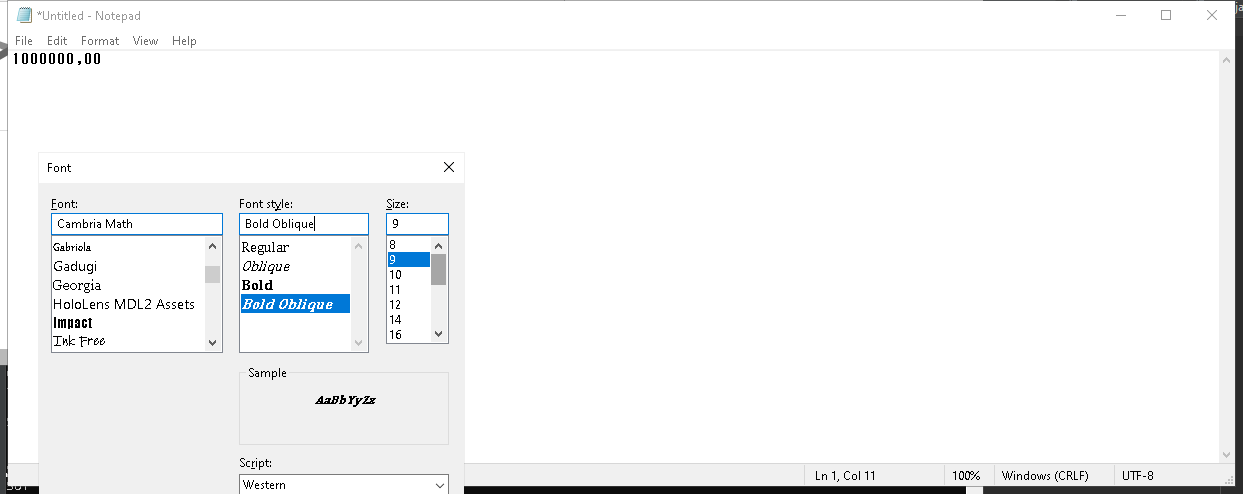 *Untitled - Notepad
File Edit Format View Help
1000000,00
Font
Font: Font style: Size:
Cambria Math Bold Oblique 9
Gabriola Regular 8
Gadugi Oblique 9
Georgia Bold 10
HoloLens MDL2 Assets Bold Oblique 11
Impact 12
Ink Free 14
16
Sample
AaBbYyZz
Script:
Western
Ln 1, Col 11 100% Windows (CRLF) UTF-8